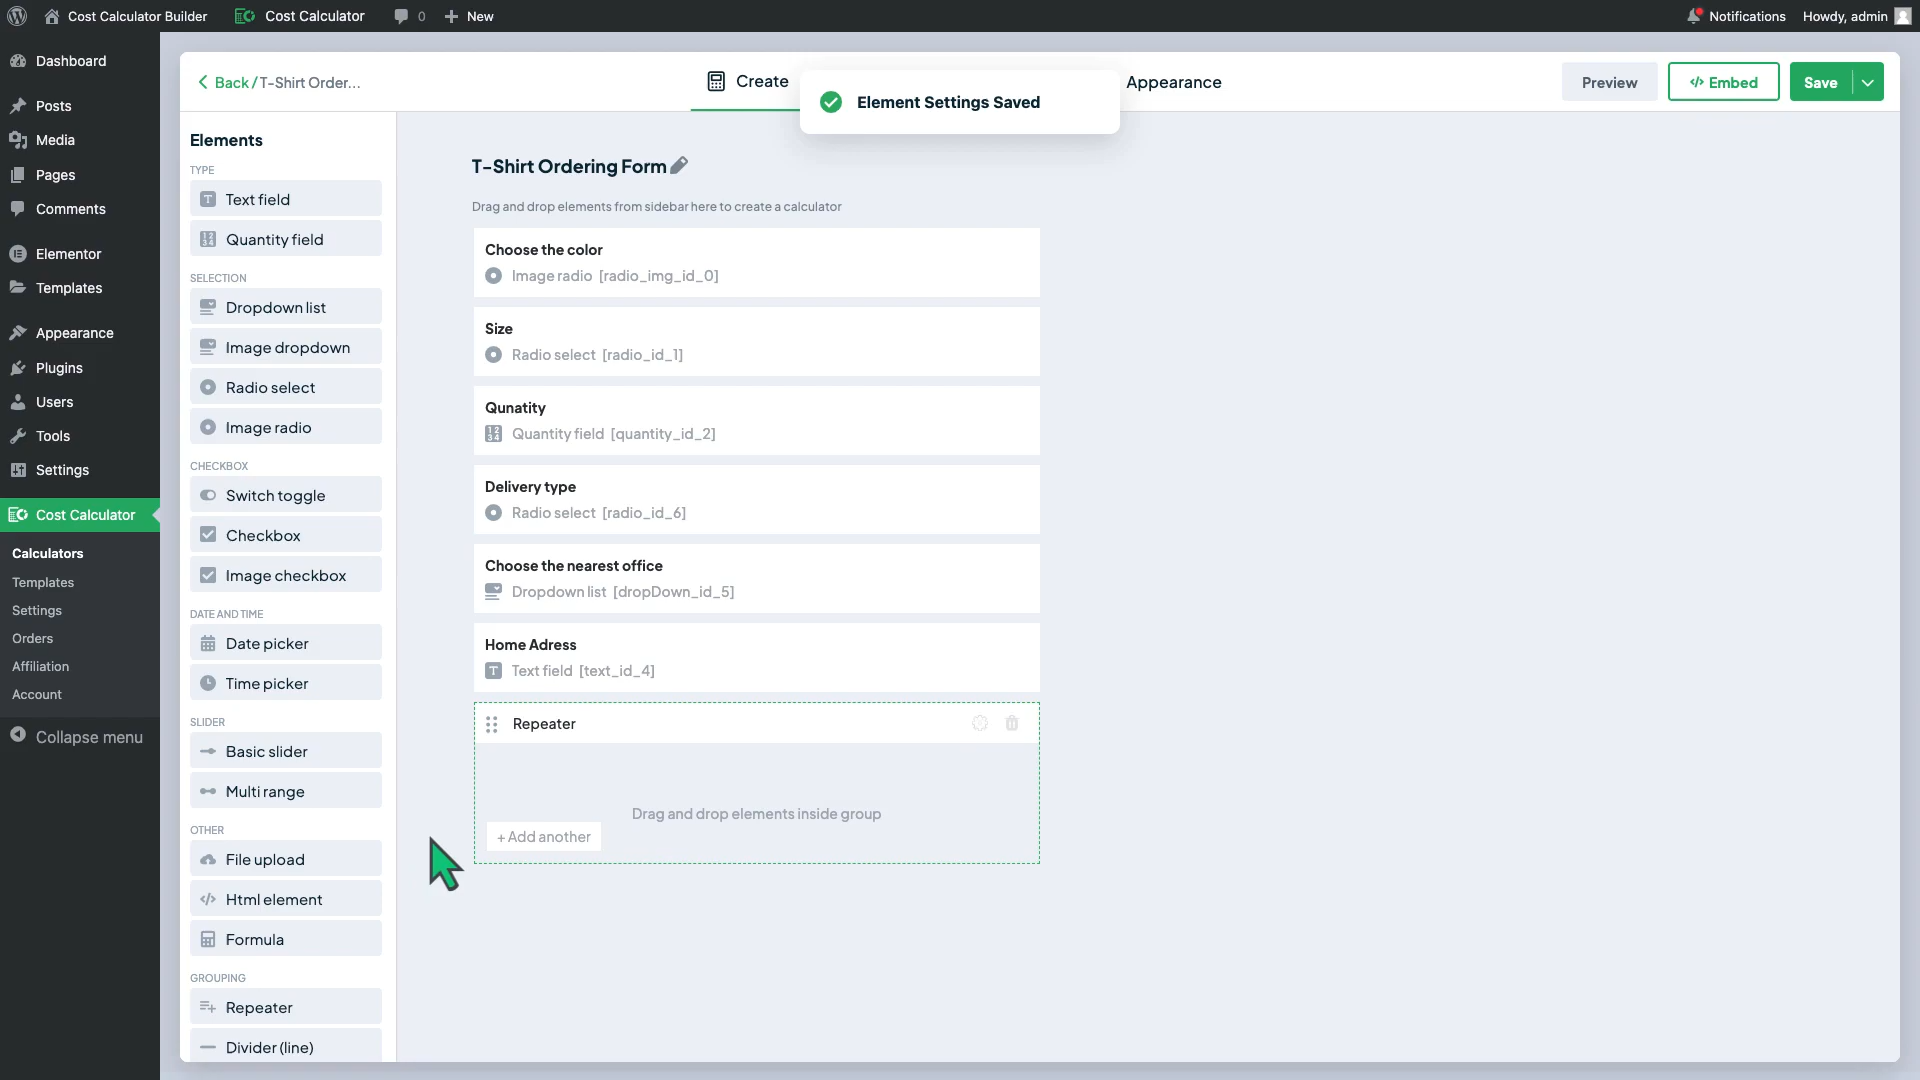 Cost Calculator Builder
Cost Calculator
0
New
Notifications
Howdy, admin
Dashboard
Posts
Media
Pages
Comments
Elementor
Templates
Appearance
Plugins
Users
Tools
Settings
Cost Calculator
Calculators
Templates
Settings
Orders
Affiliation
Account
Collapse menu
Back / T-Shirt Order...
Create
Appearance
Preview
</> Embed
Save
Element Settings Saved
Elements
TYPE
Text field
Quantity field
SELECTION
Dropdown list
Image dropdown
Radio select
Image radio
CHECKBOX
Switch toggle
Checkbox
Image checkbox
DATE AND TIME
Date picker
Time picker
SLIDER
Basic slider
Multi range
OTHER
File upload
Html element
Formula
GROUPING
Repeater
Divider (line)
T-Shirt Ordering Form
Drag and drop elements from sidebar here to create a calculator
Choose the color
Image radio [radio_img_id_0]
Size
Radio select [radio_id_1]
Qunatity
Quantity field [quantity_id_2]
Delivery type
Radio select [radio_id_6]
Choose the nearest office
Dropdown list [dropDown_id_5]
Home Adress
Text field [text_id_4]
Repeater
Drag and drop elements inside group
+ Add another